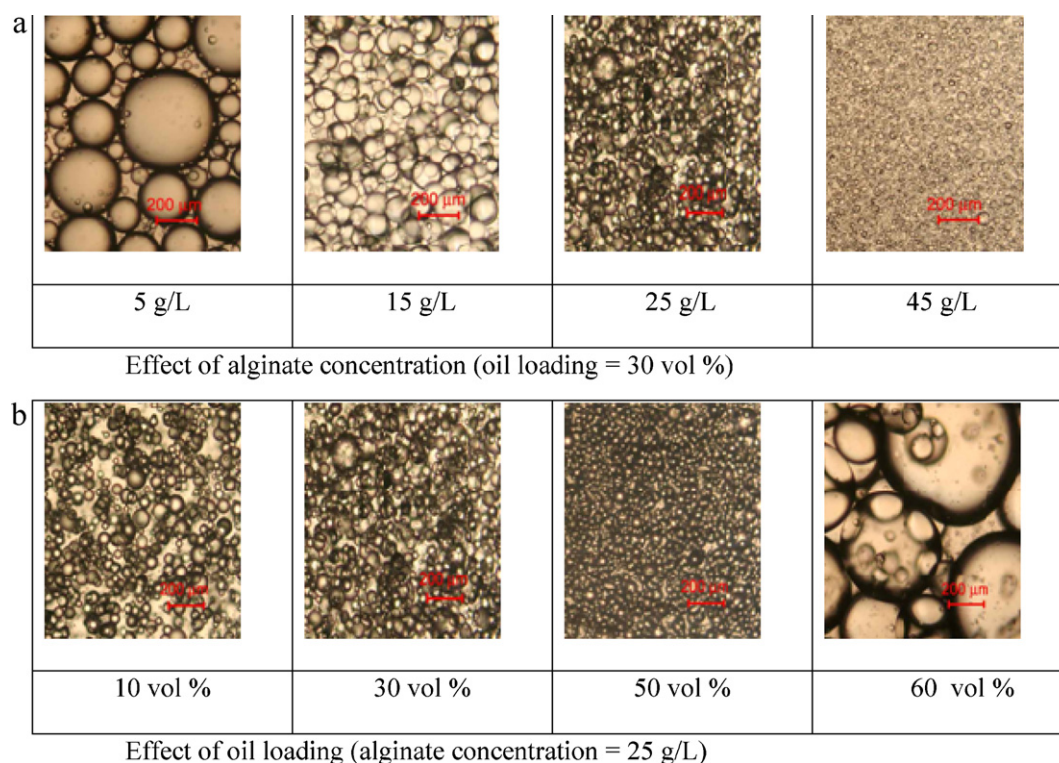 a
200 μm 200 μm 200 μm 200 μm
5 g/L 15 g/L 25 g/L 45 g/L
Effect of alginate concentration (oil loading = 30 vol %)
b
200 μm 200 μm 200 μm 200 μm
10 vol % 30 vol % 50 vol % 60 vol %
Effect of oil loading (alginate concentration = 25 g/L)